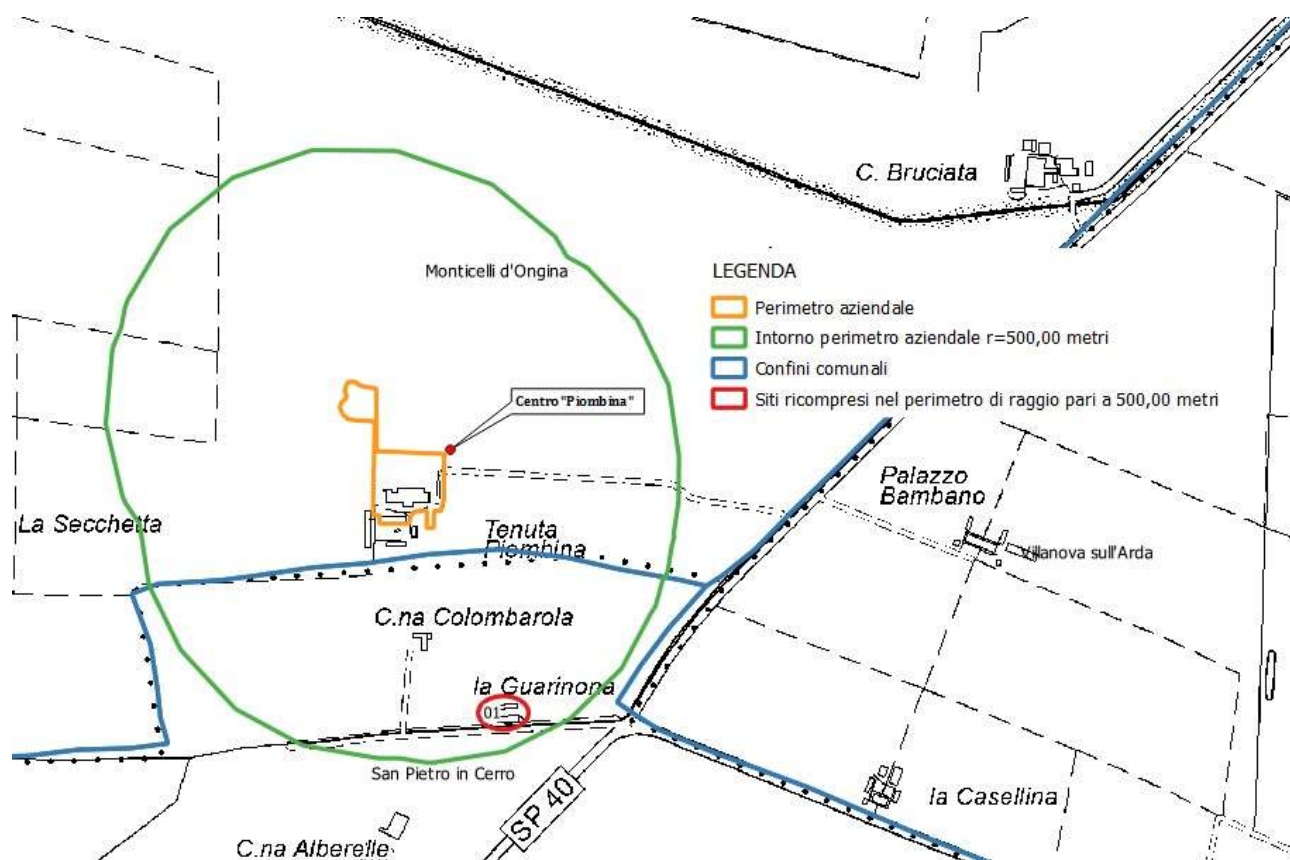 C. Bruciata
Monticelli d'Ongina
LEGENDA
Perimetro aziendale
Intorno perimetro aziendale r=500,00 metri
Confini comunali
Siti ricompresi nel perimetro di raggio pari a 500,00 metri
Centro "Piombina"
La Secchetta
Tenuta
Piombina
Palazzo
Bambano
Villanova sull'Arda
C.na Colombarola
la Guarinona
01
San Pietro in Cerro
SP 40
la Casellina
C.na Alberelle